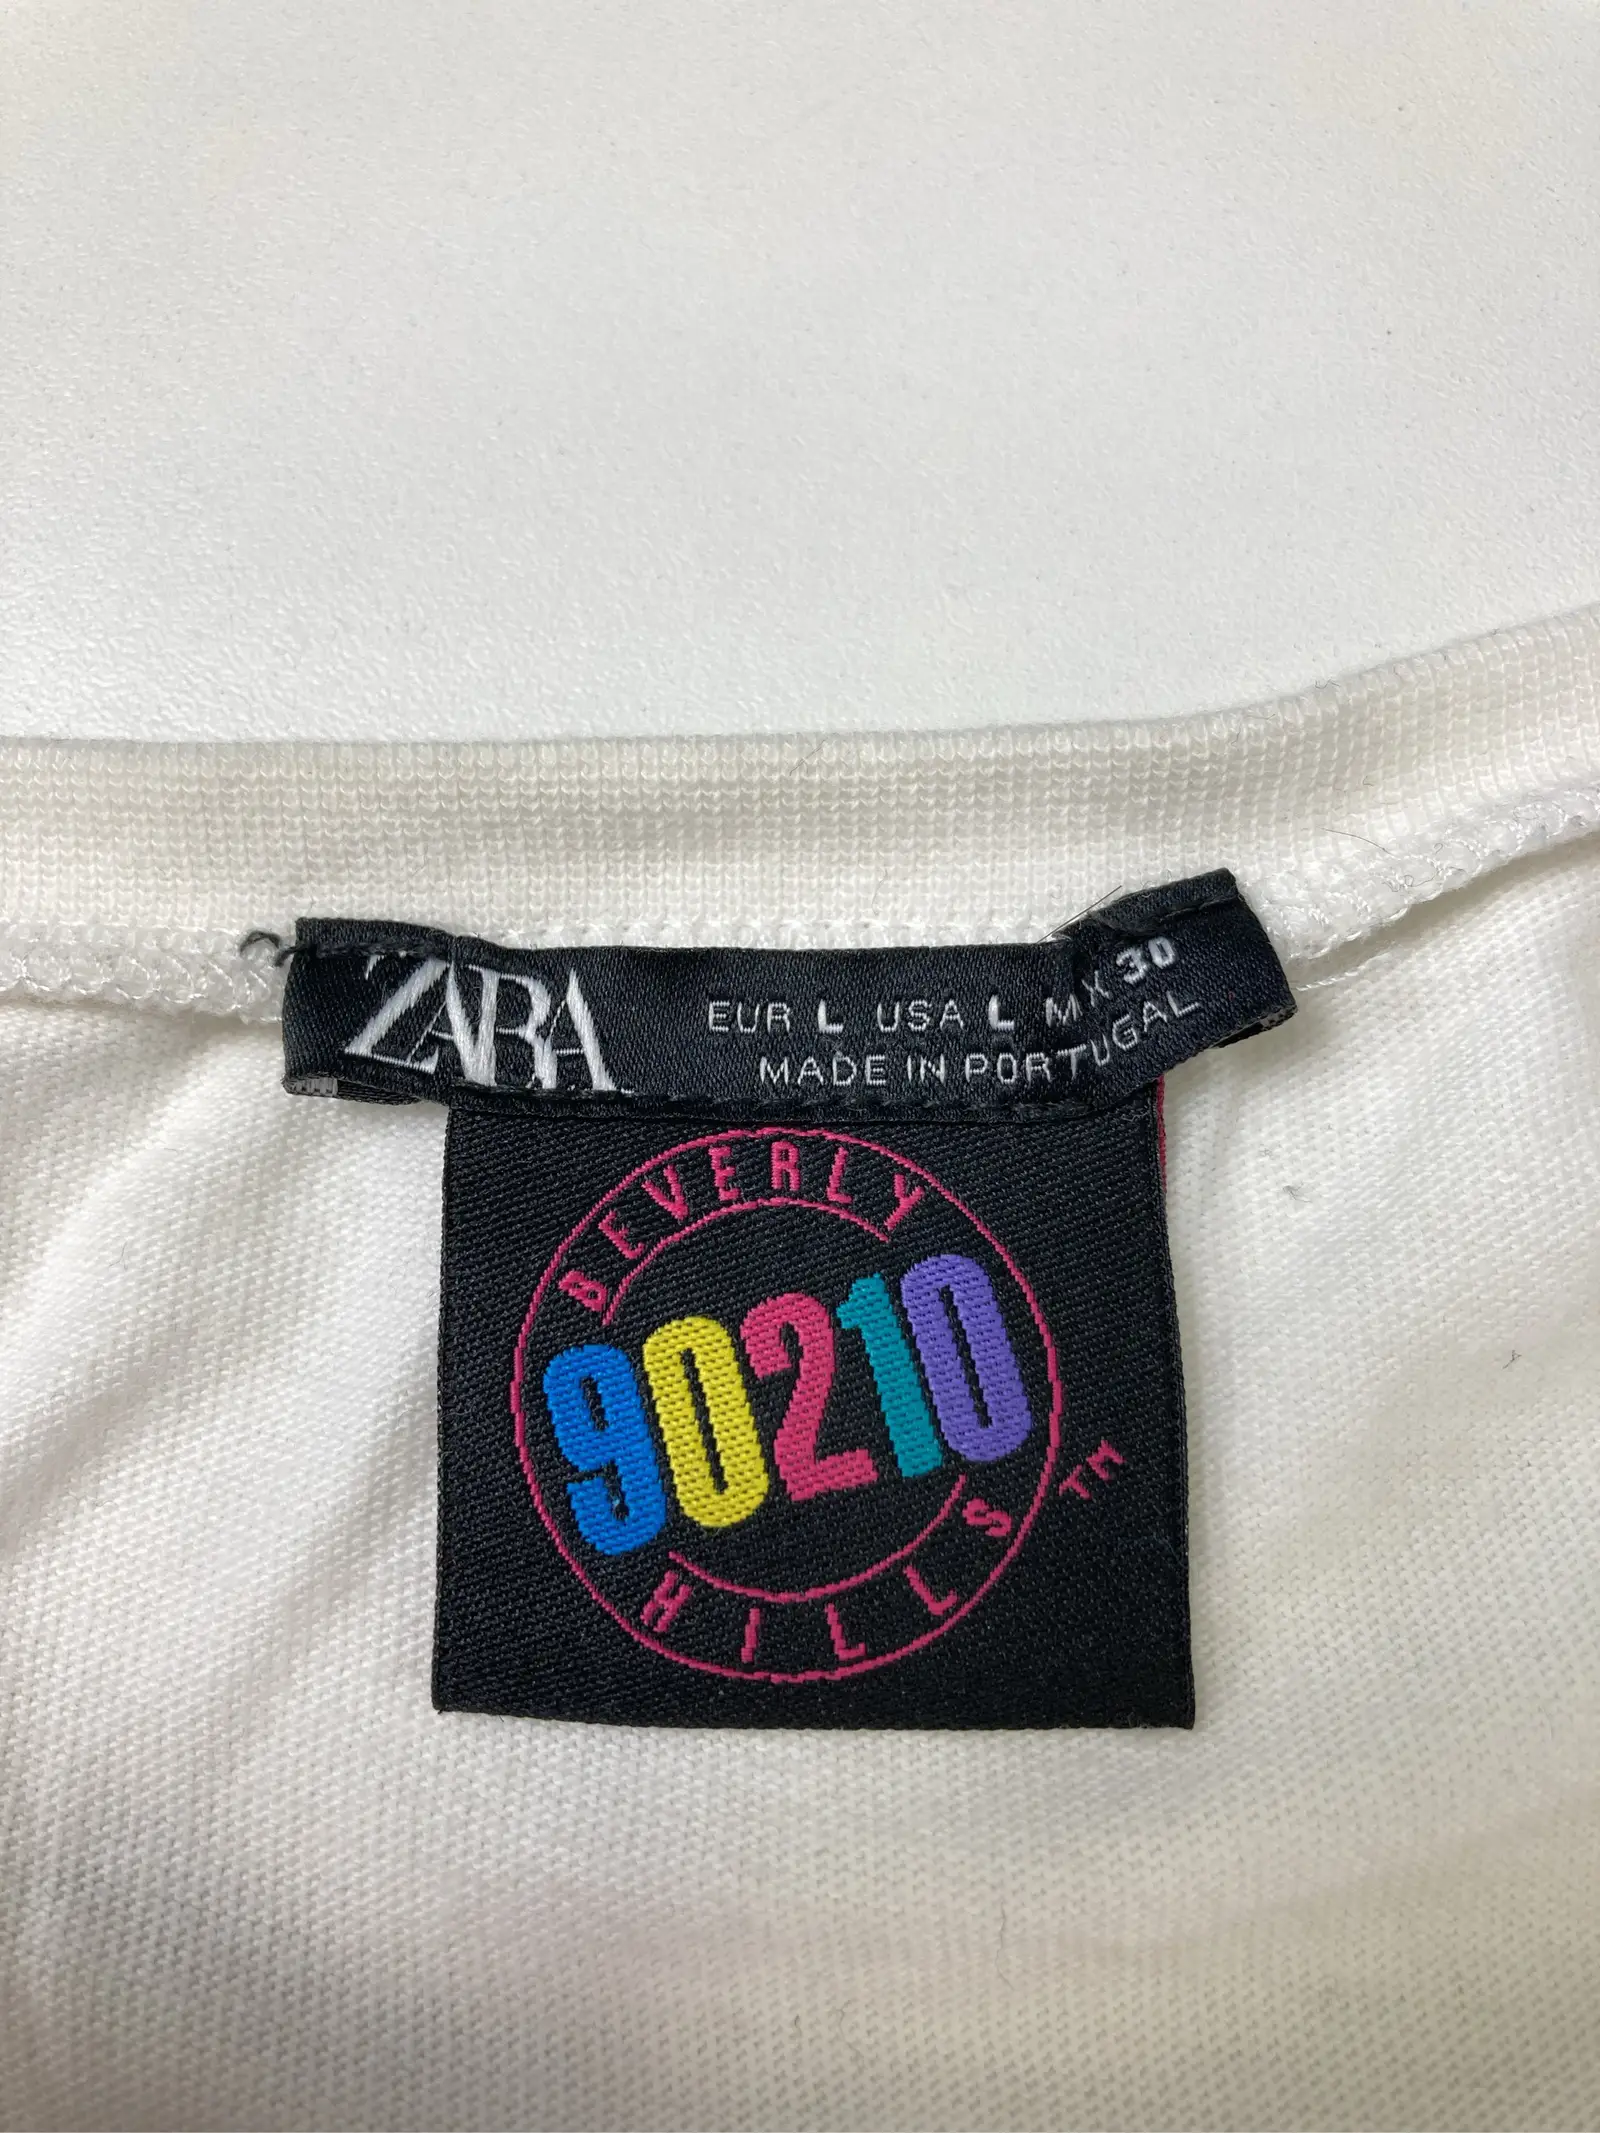 ZARA
EUR L USA L MX 30
MADE IN PORTUGAL
BEVERLY
90210
HILLS
TM